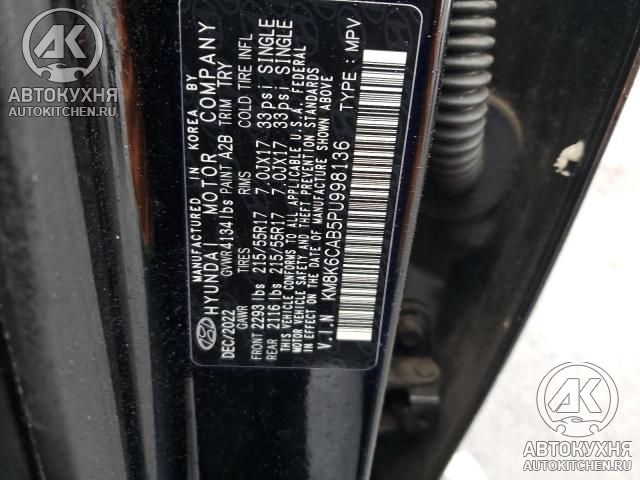 АВТОКУХНЯ
AUTOKITCHEN.RU
MANUFACTURED IN KOREA BY
HYUNDAI MOTOR COMPANY
DEC/2022 GVWR 4134 lbs PAINT A2B TRIM TRY
GAWR TIRES RIMS COLD TIRE INFL
FRONT 2293 lbs 215/55R17 7.0JX17 33psi SINGLE
REAR 2116 lbs 215/55R17 7.0JX17 33psi SINGLE
THIS VEHICLE CONFORMS TO ALL APPLICABLE U.S.A. FEDERAL
MOTOR VEHICLE SAFETY AND THEFT PREVENTION STANDARDS
IN EFFECT ON THE DATE OF MANUFACTURE SHOWN ABOVE
V.I.N KM8K6CAB5PU998136 TYPE : MPV
АК
АВТОКУХНЯ
AUTOKITCHEN.RU